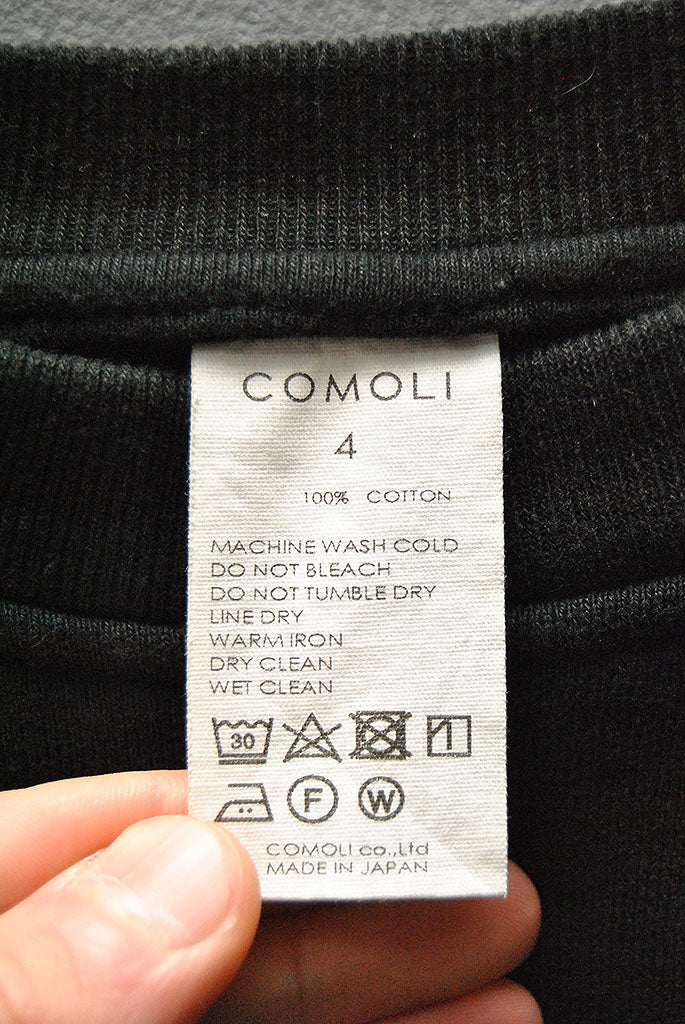 COMOLI
4
100% COTTON
MACHINE WASH COLD
DO NOT BLEACH
DO NOT TUMBLE DRY
LINE DRY
WARM IRON
DRY CLEAN
WET CLEAN
30
F W
COMOLI co.,Ltd
MADE IN JAPAN